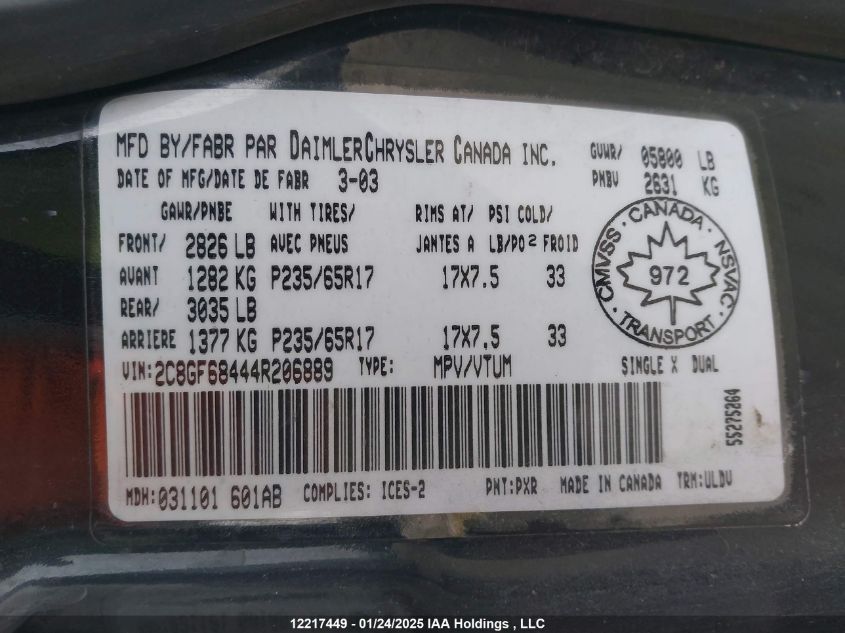 MFD BY/FABR PAR DAIMLERCHRYSLER CANADA INC. GVWR/ 05800 LB
DATE OF MFG/DATE DE FABR 3-03 PNBV 2631 KG
GAWR/PNBE WITH TIRES/ RIMS AT/ PSI COLD/
FRONT/ 2826 LB AVEC PNEUS JANTES A LB/PO2 FROID
AVANT 1282 KG P235/65R17 17X7.5 33
REAR/ 3035 LB
ARRIERE 1377 KG P235/65R17 17X7.5 33
CMVSS · CANADA · NSVAC · TRANSPORT ·
972
VIN: 2C8GF68444R206889 TYPE: MPV/VTUM SINGLE X DUAL
55275264
MDH: 031101 601AB COMPLIES: ICES-2 PNT: PXR MADE IN CANADA TRM: ULDV
12217449 - 01/24/2025 IAA Holdings , LLC